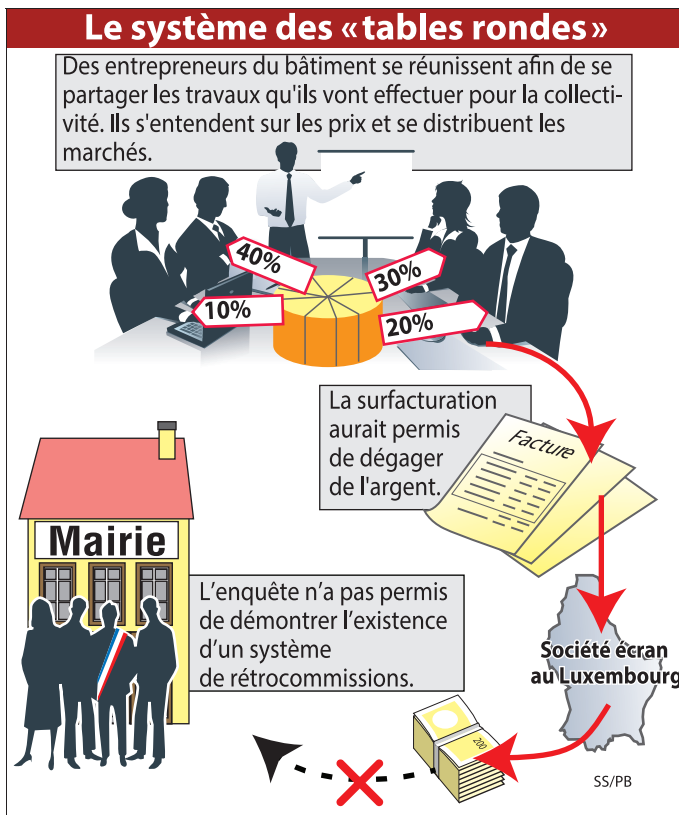 Le système des «tables rondes»
Des entrepreneurs du bâtiment se réunissent afin de se
partager les travaux qu'ils vont effectuer pour la collecti-
vité. Ils s'entendent sur les prix et se distribuent les
marchés.
40%
30%
10%
20%
La surfacturation
aurait permis
de dégager
de l'argent.
Facture
Mairie
L'enquête n'a pas permis
de démontrer l'existence
d'un système
de rétrocommissions.
Société écran
au Luxembourg
200
SS/PB